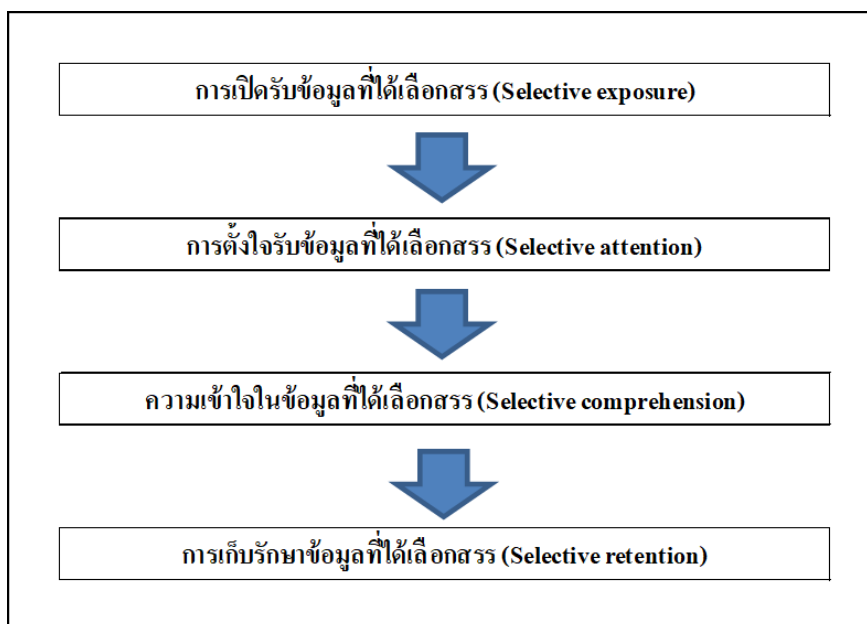 การเปิดรับข้อมูลที่ได้เลือกสรร (Selective exposure)
การตั้งใจรับข้อมูลที่ได้เลือกสรร (Selective attention)
ความเข้าใจในข้อมูลที่ได้เลือกสรร (Selective comprehension)
การเก็บรักษาข้อมูลที่ได้เลือกสรร (Selective retention)